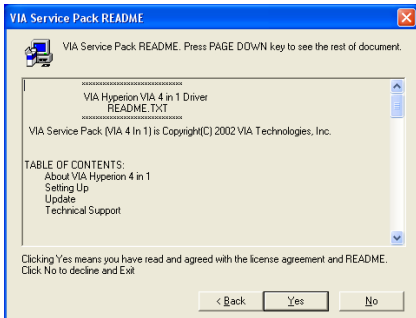 VIA Service Pack README
VIA Service Pack README. Press PAGE DOWN key to see the rest of document.
xxxxxxxxxxxxxxxxxxxxxxxxxxxx
VIA Hyperion VIA 4 in 1 Driver
README.TXT
xxxxxxxxxxxxxxxxxxxxxxxxxxxx
VIA Service Pack (VIA 4 In 1) is Copyright(C) 2002 VIA Technologies, Inc.
TABLE OF CONTENTS:
About VIA Hyperion 4 in 1
Setting Up
Update
Technical Support
Clicking Yes means you have read and agreed with the license agreement and README.
Click No to decline and Exit
< Back
Yes
No